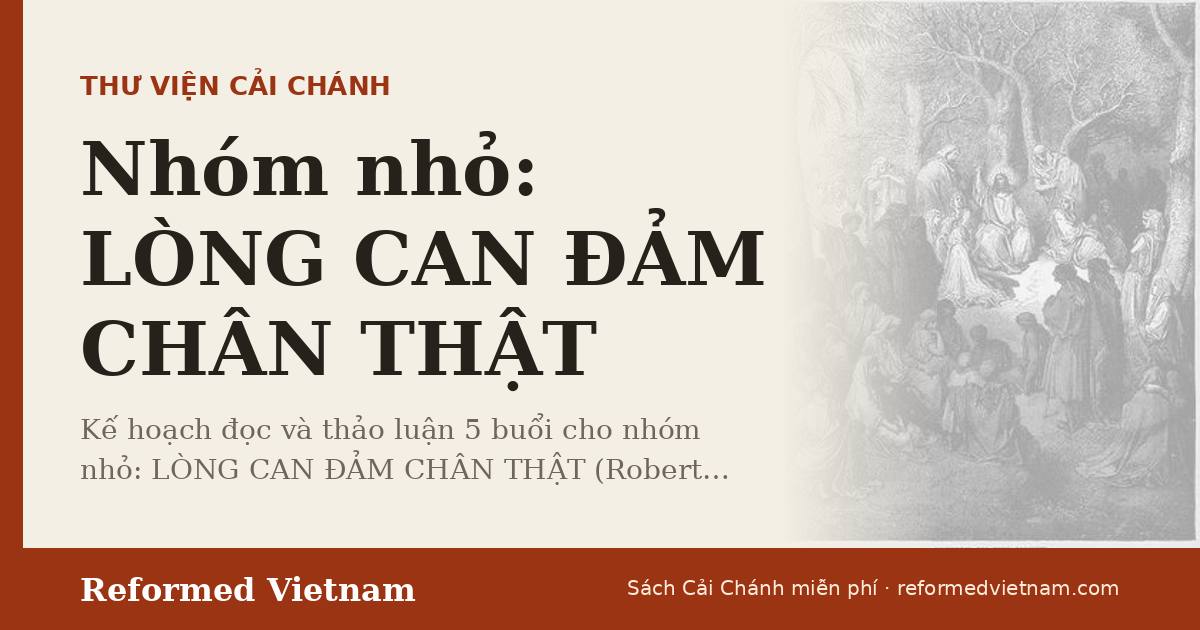 THƯ VIỆN CẢI CHÁNH
Nhóm nhỏ:
LÒNG CAN ĐẢM
CHÂN THẬT
Kế hoạch đọc và thảo luận 5 buổi cho nhóm
nhỏ: LÒNG CAN ĐẢM CHÂN THẬT (Robert…
Reformed Vietnam
Sách Cải Chánh miễn phí · reformedvietnam.com